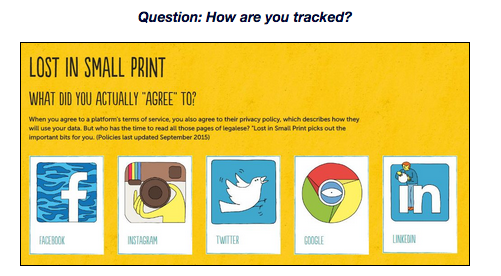 Question: How are you tracked?
LOST IN SMALL PRINT
WHAT DID YOU ACTUALLY "AGREE" TO?
When you agree to a platform's terms of service, you also agree to their privacy policy, which describes how they
will use your data. But who has the time to read all those pages of legalese? "Lost in Small Print picks out the
important bits for you. (Policies last updated September 2015)
f
in
FACEBOOK
INSTAGRAM
TWITTER
GOOGLE
LINKEDIN